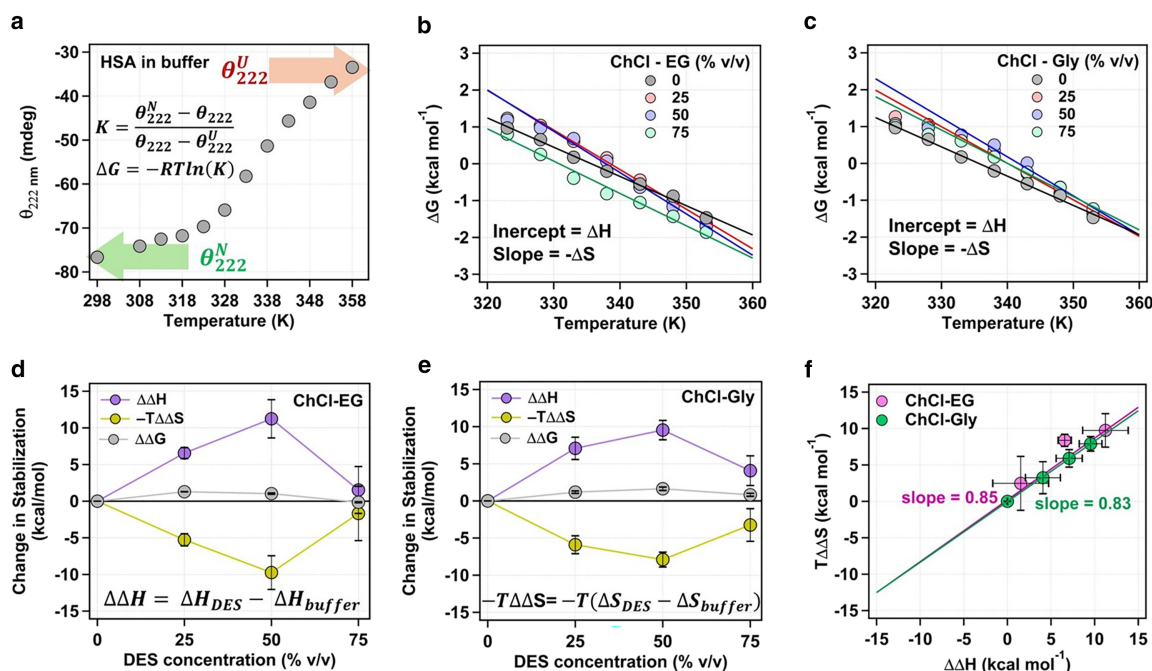 a
HSA in buffer
θ^U_222
K = (θ^N_222 − θ_222) / (θ_222 − θ^U_222)
ΔG = −RTln(K)
θ^N_222
-30
-40
-50
-60
-70
-80
θ222 nm (mdeg)
298 308 318 328 338 348 358
Temperature (K)
b
ChCl - EG (% v/v)
0
25
50
75
Inercept = ΔH
Slope = -ΔS
3
2
1
0
-1
-2
-3
ΔG (kcal mol-1)
320 330 340 350 360
Temperature (K)
c
ChCl - Gly (% v/v)
0
25
50
75
Inercept = ΔH
Slope = -ΔS
3
2
1
0
-1
-2
-3
ΔG (kcal mol-1)
320 330 340 350 360
Temperature (K)
d
ΔΔH
–TΔΔS
ΔΔG
ChCl-EG
ΔΔH = ΔH_DES − ΔH_buffer
15
10
5
0
-5
-10
-15
Change in Stabilization
(kcal/mol)
0 25 50 75
DES concentration (% v/v)
e
ΔΔH
–TΔΔS
ΔΔG
ChCl-Gly
−TΔΔS= −T(ΔS_DES − ΔS_buffer)
15
10
5
0
-5
-10
-15
Change in Stabilization
(kcal/mol)
0 25 50 75
DES concentration (% v/v)
f
ChCl-EG
ChCl-Gly
slope = 0.85
slope = 0.83
15
10
5
0
-5
-10
-15
TΔΔS (kcal mol-1)
-15 -10 -5 0 5 10 15
ΔΔH (kcal mol-1)